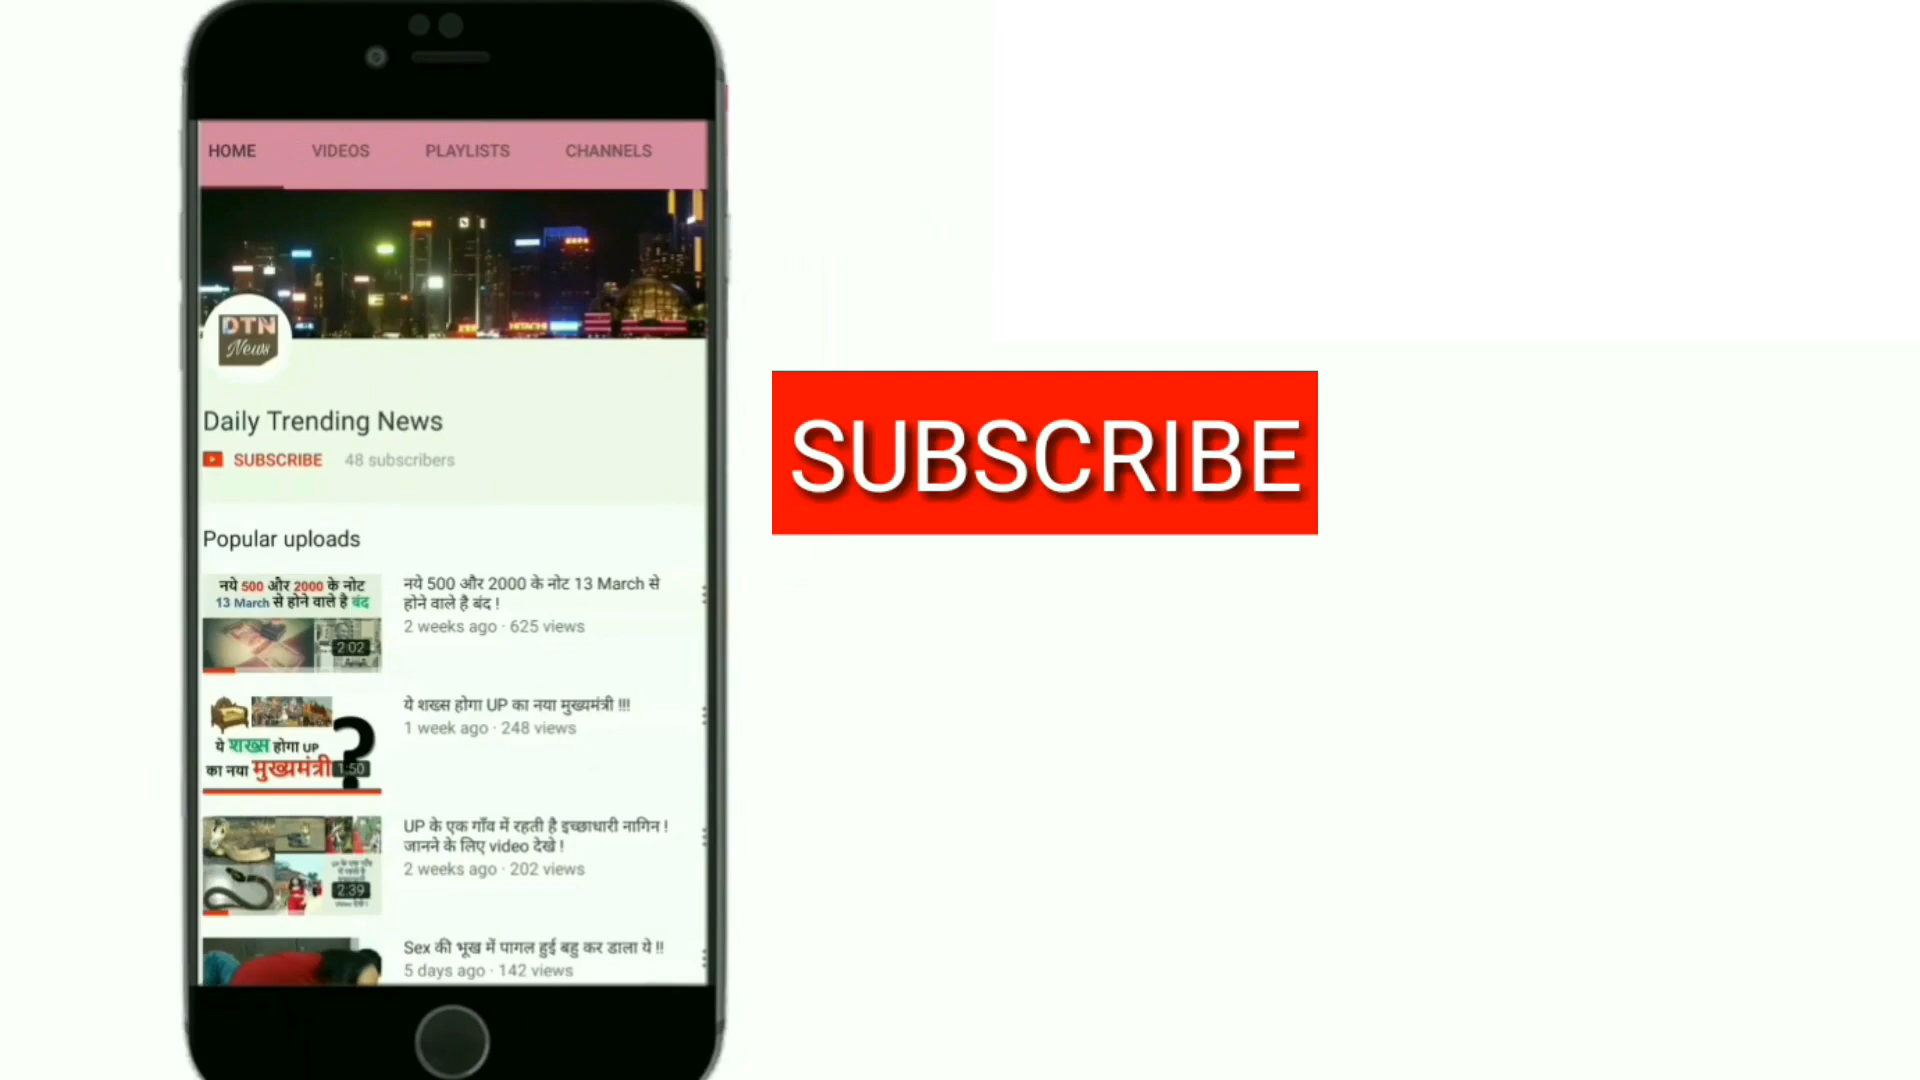 HOME VIDEOS PLAYLISTS CHANNELS
HITACHI
DTN
News
Daily Trending News
SUBSCRIBE 48 subscribers
SUBSCRIBE
Popular uploads
नये 500 और 2000 के नोट
13 March से होने वाले है बंद
2:02
नये 500 और 2000 के नोट 13 March से
होने वाले है बंद !
2 weeks ago · 625 views
ये शख्स होगा UP
का नया मुख्यमंत्री ?
1:50
ये शख्स होगा UP का नया मुख्यमंत्री !!!
1 week ago · 248 views
2:39
UP के एक गाँव में रहती है इच्छाधारी नागिन !
जानने के लिए video देखे !
2 weeks ago · 202 views
Sex की भूख में पागल हुई बहु कर डाला ये !!
5 days ago · 142 views